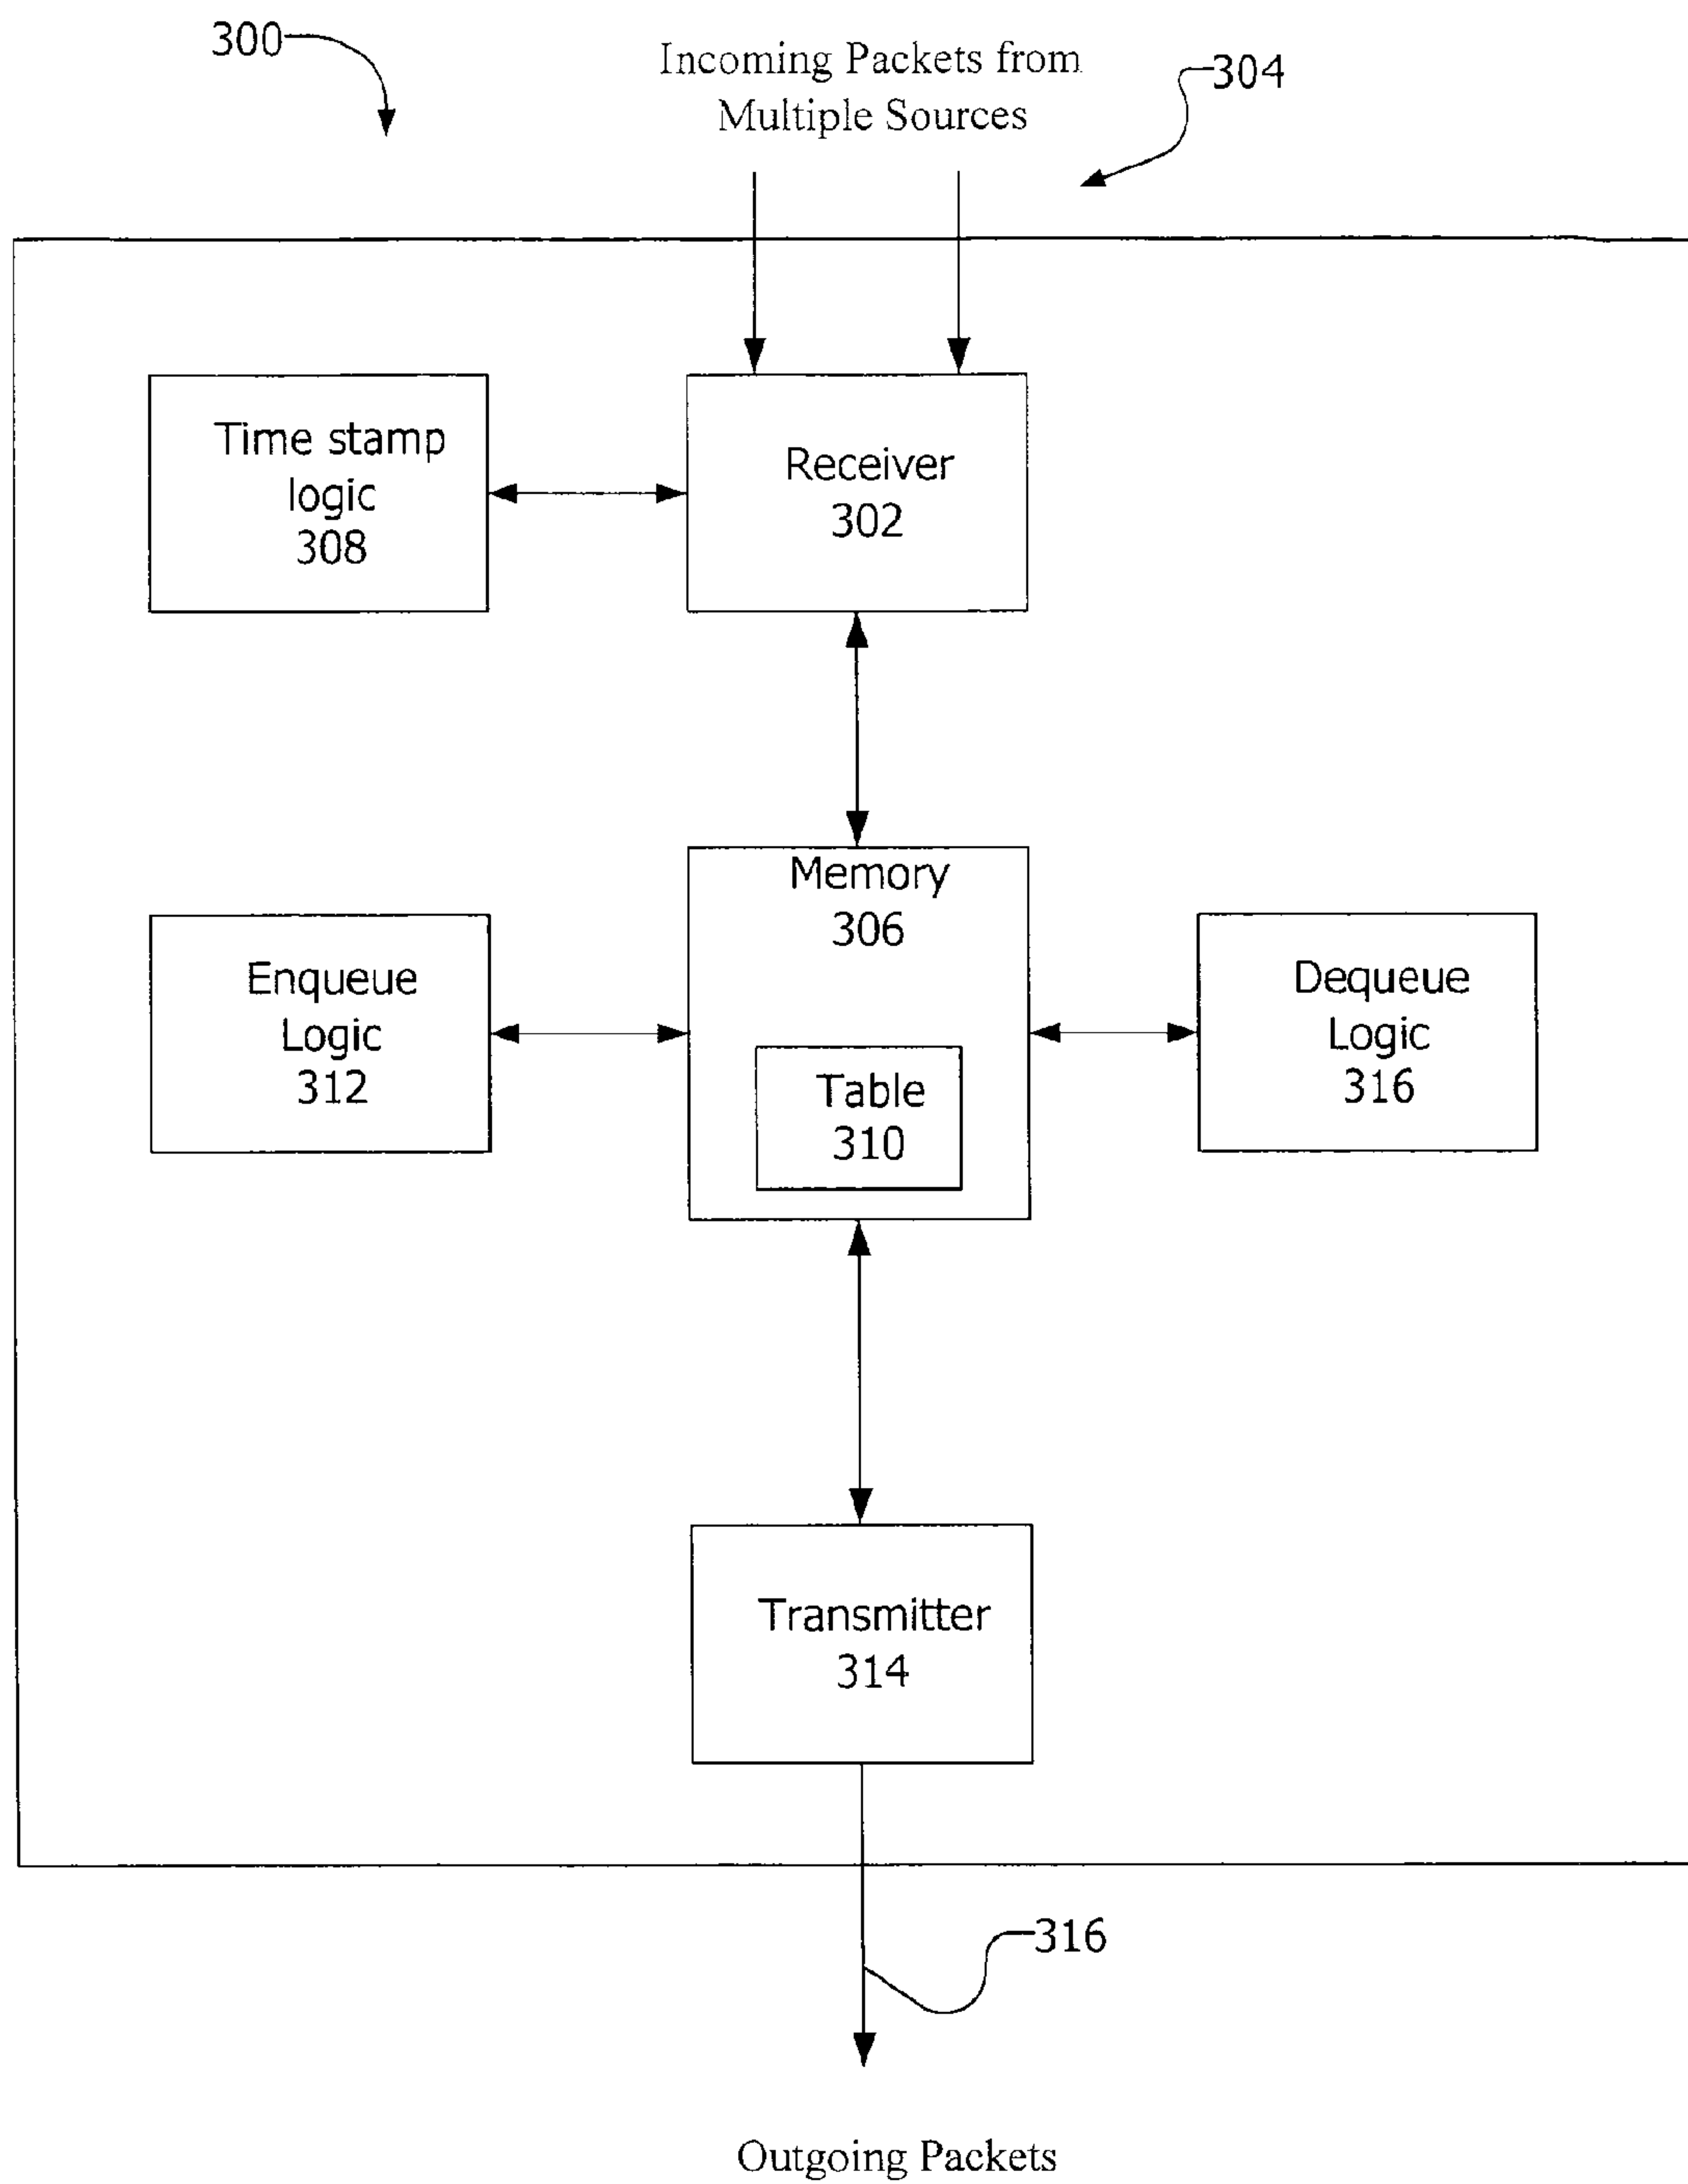 300
Incoming Packets from
Multiple Sources
304
Time stamp
logic
308
Receiver
302
Memory
306
Enqueue
Logic
312
Table
310
Dequeue
Logic
316
Transmitter
314
316
Outgoing Packets